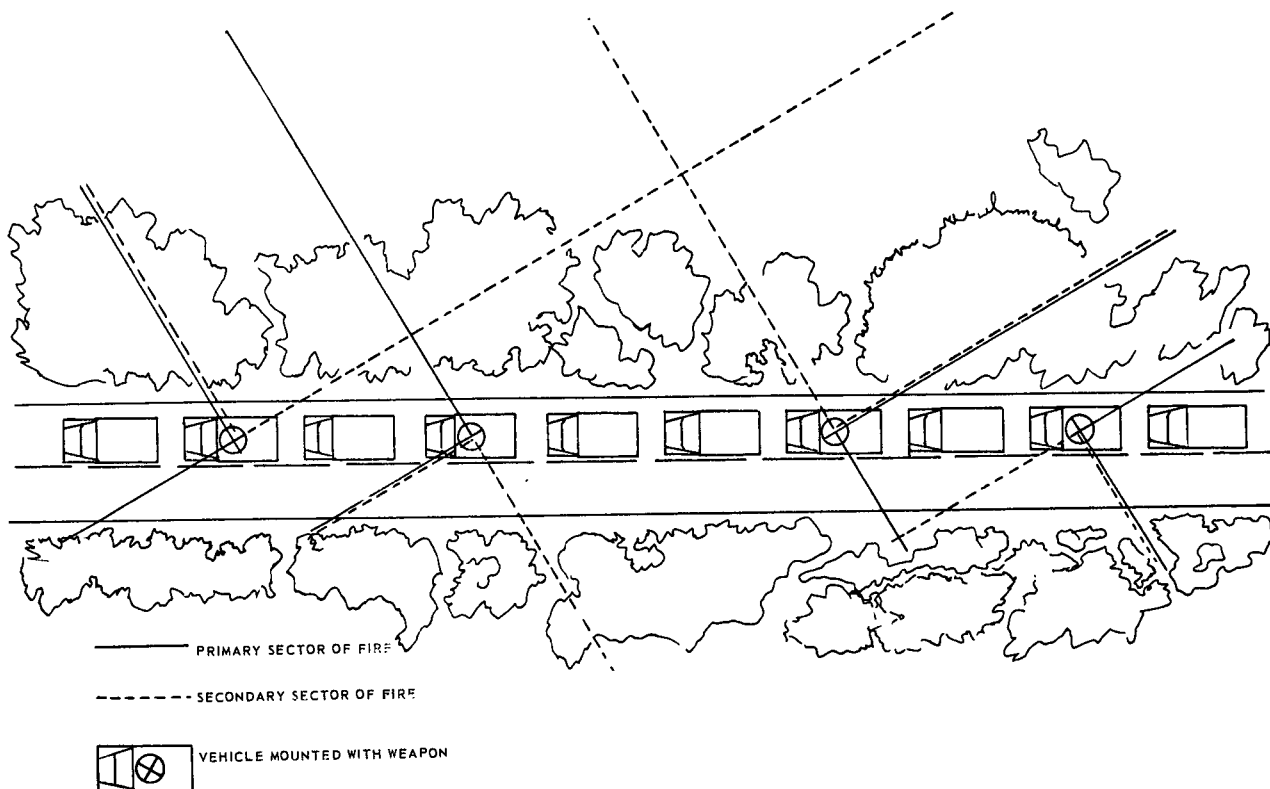 PRIMARY SECTOR OF FIRE
SECONDARY SECTOR OF FIRE
VEHICLE MOUNTED WITH WEAPON